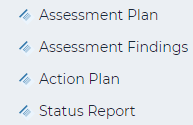 Assessment Plan
Assessment Findings
Action Plan
Status Report